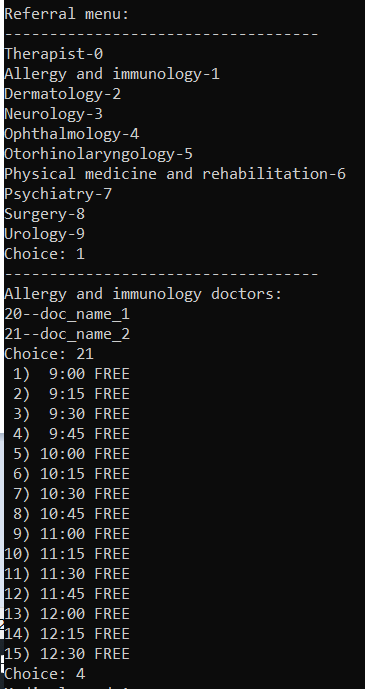 Referral menu:
-----------------------------------
Therapist-0
Allergy and immunology-1
Dermatology-2
Neurology-3
Ophthalmology-4
Otorhinolaryngology-5
Physical medicine and rehabilitation-6
Psychiatry-7
Surgery-8
Urology-9
Choice: 1
-----------------------------------
Allergy and immunology doctors:
20--doc_name_1
21--doc_name_2
Choice: 21
 1)  9:00 FREE
 2)  9:15 FREE
 3)  9:30 FREE
 4)  9:45 FREE
 5) 10:00 FREE
 6) 10:15 FREE
 7) 10:30 FREE
 8) 10:45 FREE
 9) 11:00 FREE
10) 11:15 FREE
11) 11:30 FREE
12) 11:45 FREE
13) 12:00 FREE
14) 12:15 FREE
15) 12:30 FREE
Choice: 4